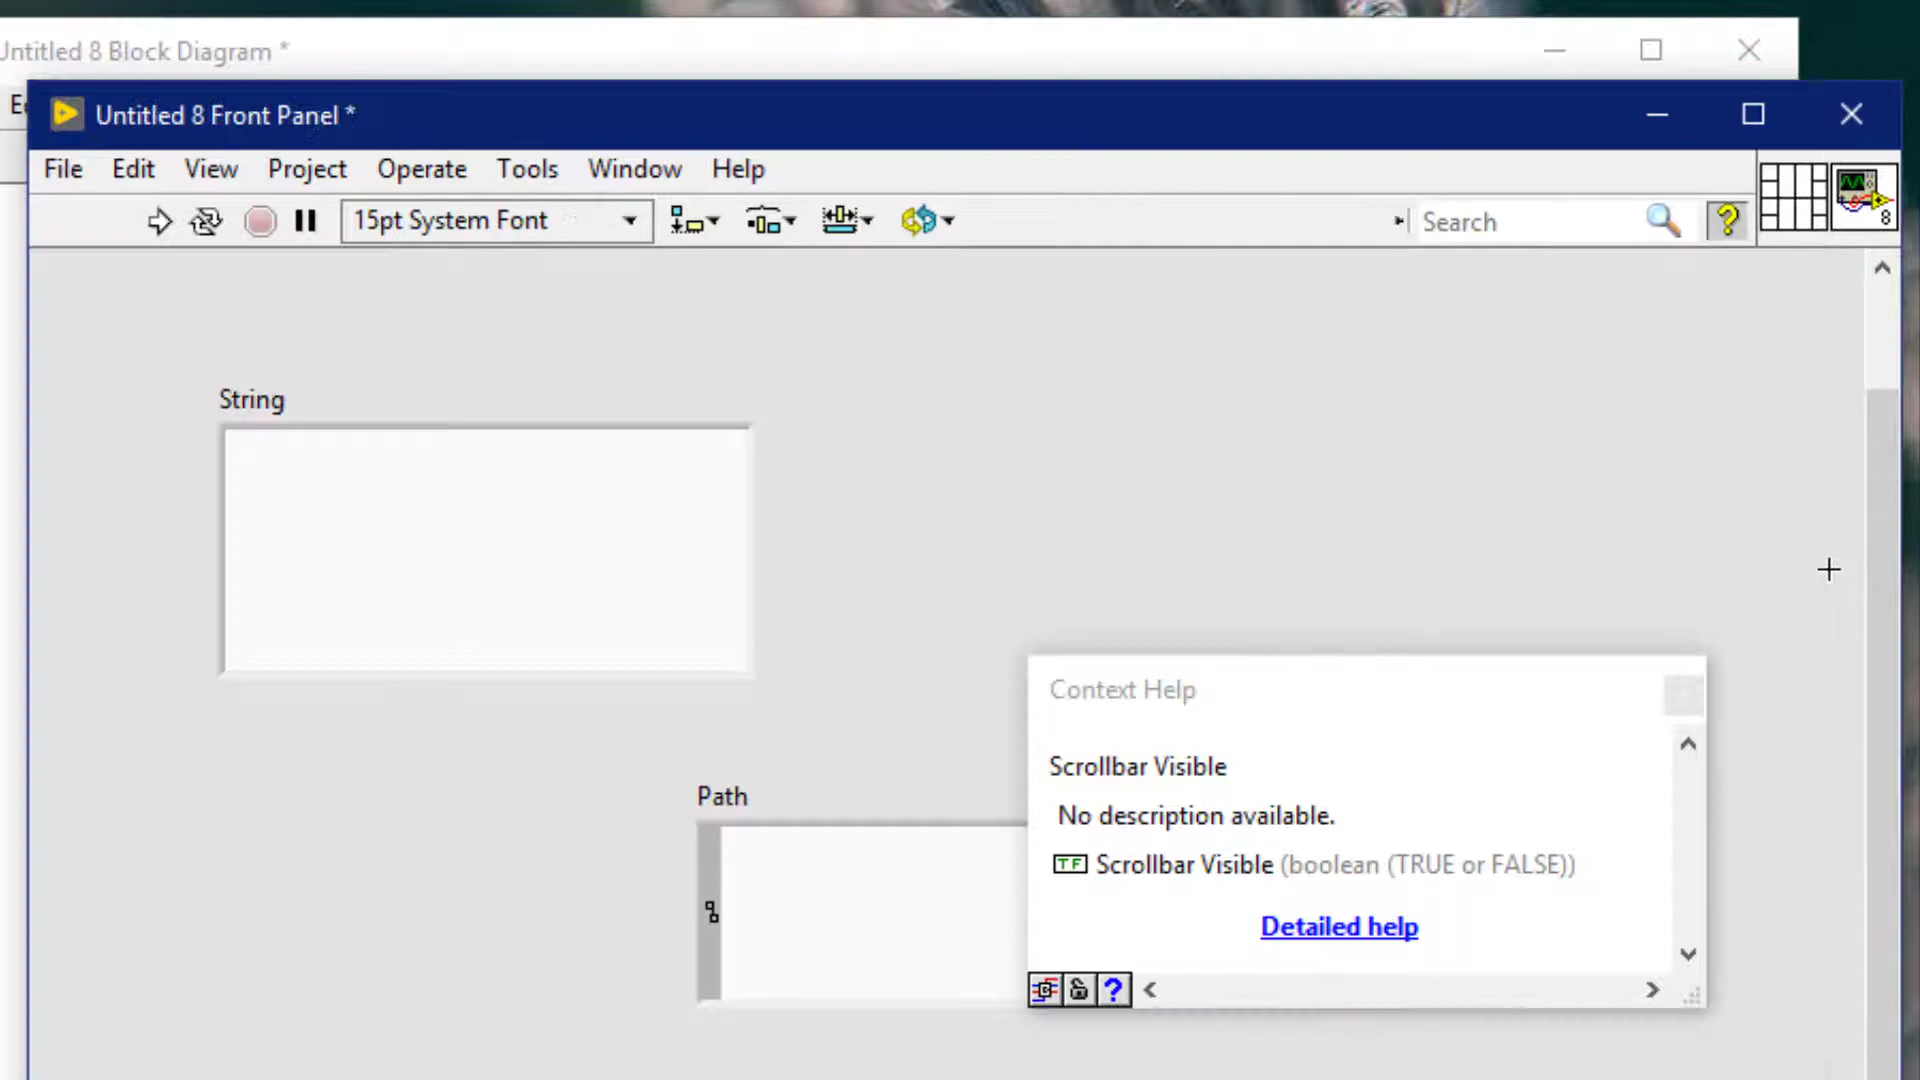 Untitled 8 Block Diagram *
Untitled 8 Front Panel *
File Edit View Project Operate Tools Window Help
15pt System Font
Search
8
String
Context Help
Scrollbar Visible
No description available.
TF Scrollbar Visible (boolean (TRUE or FALSE))
Detailed help
Path